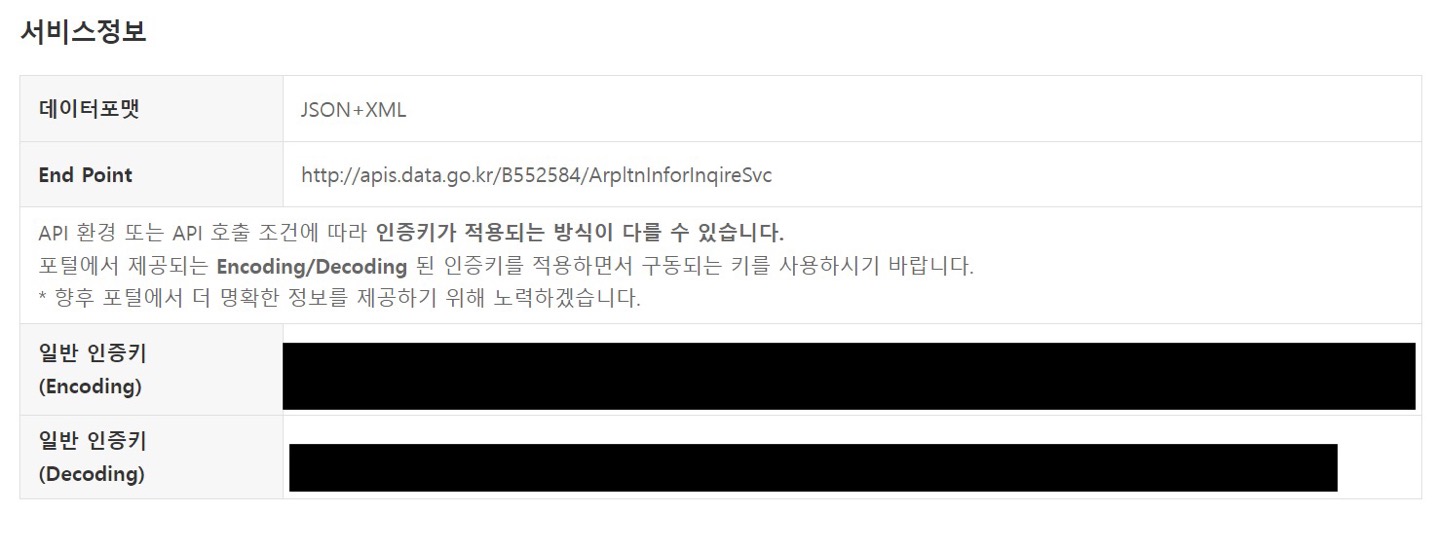 서비스정보
데이터포맷
JSON+XML
End Point
http://apis.data.go.kr/B552584/ArpltnInforInqireSvc
API 환경 또는 API 호출 조건에 따라 인증키가 적용되는 방식이 다를 수 있습니다.
포털에서 제공되는 Encoding/Decoding 된 인증키를 적용하면서 구동되는 키를 사용하시기 바랍니다.
* 향후 포털에서 더 명확한 정보를 제공하기 위해 노력하겠습니다.
일반 인증키
(Encoding)
일반 인증키
(Decoding)